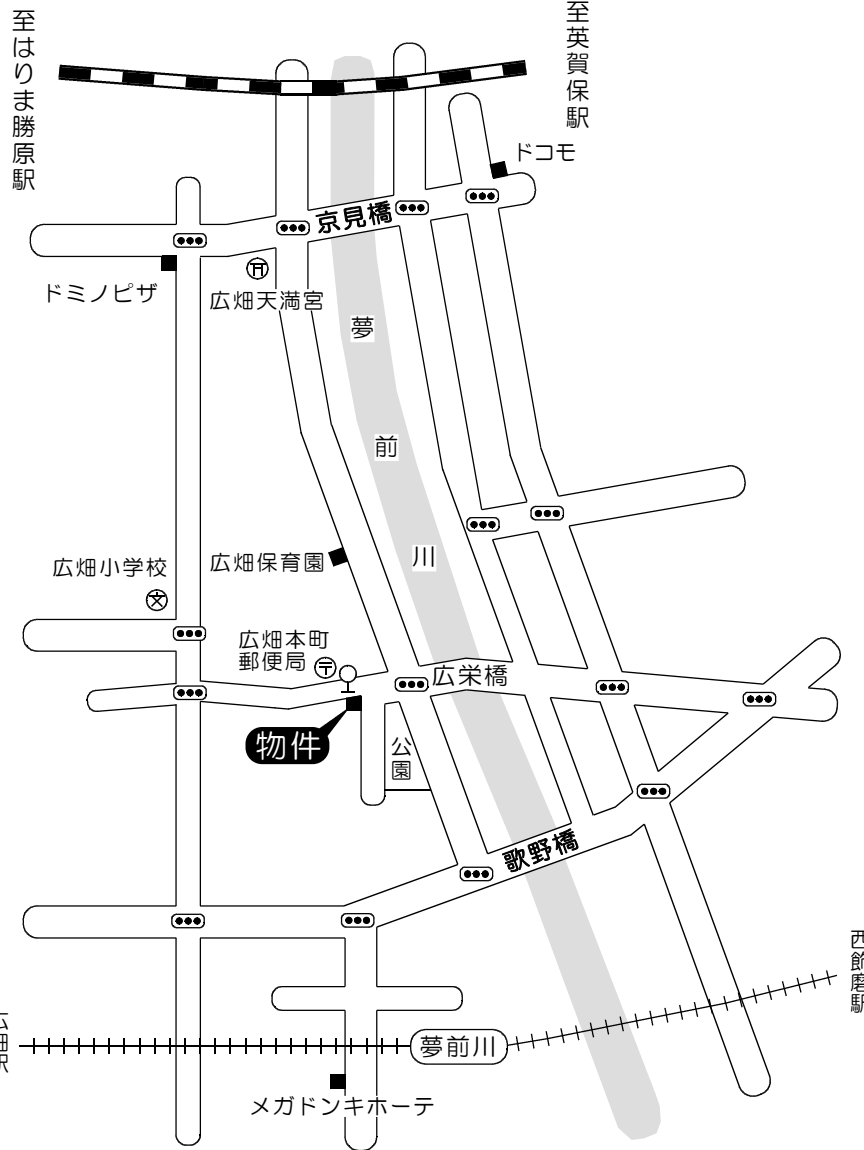 至はりま勝原駅
至英賀保駅
ドコモ
京見橋
ドミノピザ
広畑天満宮
夢前川
広畑小学校
文
広畑保育園
広畑本町
郵便局
〒
広栄橋
物件
公園
歌野橋
西飾磨駅
広畑駅
夢前川
メガドンキホーテ